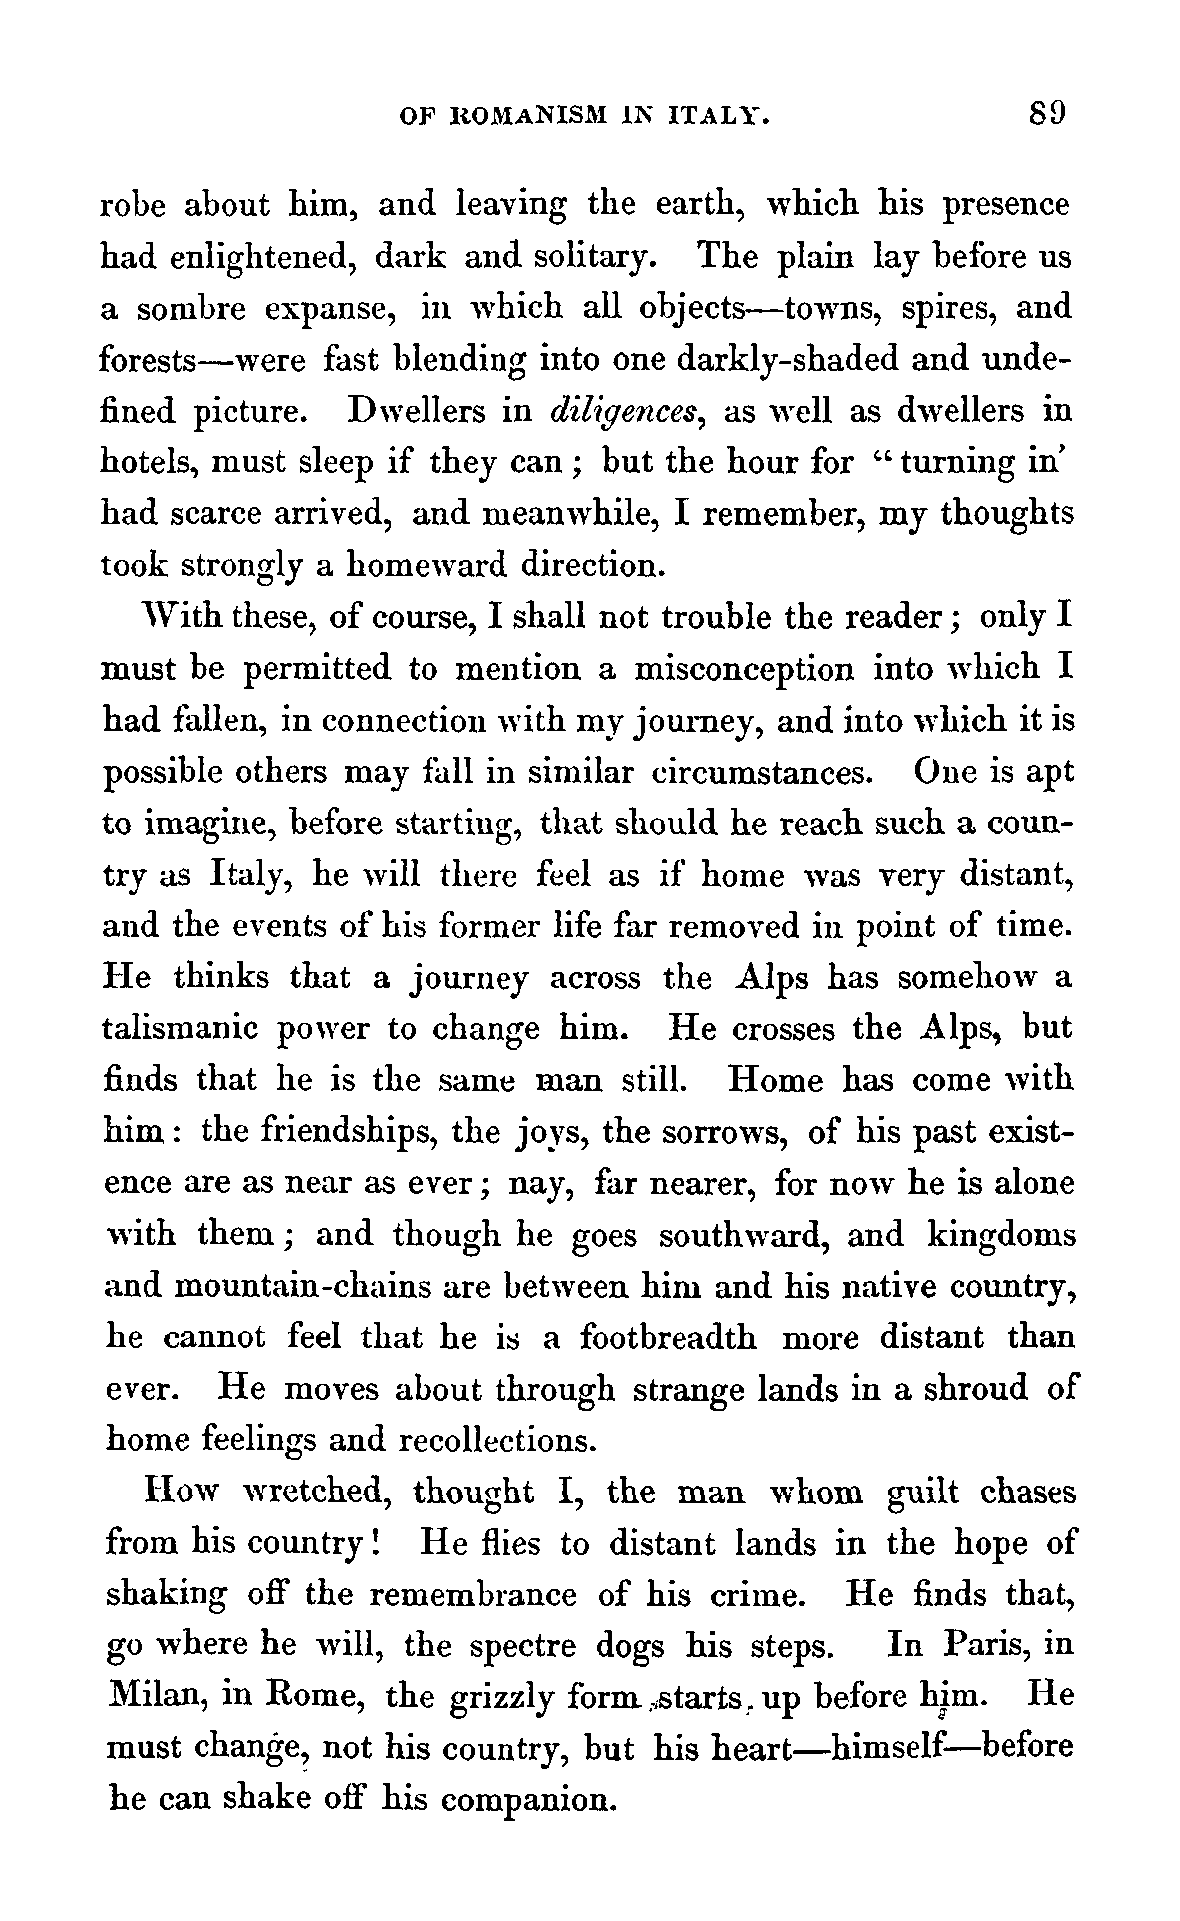 OF ROMANISM IN ITALY. 89
robe about him, and leaving the earth, which his presence
had enlightened, dark and solitary. The plain lay before us
a sombre expanse, in which all objects—towns, spires, and
forests—were fast blending into one darkly-shaded and unde-
fined picture. Dwellers in diligences, as well as dwellers in
hotels, must sleep if they can ; but the hour for “ turning in’
had scarce arrived, and meanwhile, I remember, my thoughts
took strongly a homeward direction.
With these, of course, I shall not trouble the reader ; only I
must be permitted to mention a misconception into which I
had fallen, in connection with my journey, and into which it is
possible others may fall in similar circumstances. One is apt
to imagine, before starting, that should he reach such a coun-
try as Italy, he will there feel as if home was very distant,
and the events of his former life far removed in point of time.
He thinks that a journey across the Alps has somehow a
talismanic power to change him. He crosses the Alps, but
finds that he is the same man still. Home has come with
him : the friendships, the joys, the sorrows, of his past exist-
ence are as near as ever ; nay, far nearer, for now he is alone
with them ; and though he goes southward, and kingdoms
and mountain-chains are between him and his native country,
he cannot feel that he is a footbreadth more distant than
ever. He moves about through strange lands in a shroud of
home feelings and recollections.
How wretched, thought I, the man whom guilt chases
from his country ! He flies to distant lands in the hope of
shaking off the remembrance of his crime. He finds that,
go where he will, the spectre dogs his steps. In Paris, in
Milan, in Rome, the grizzly form starts up before him. He
must change, not his country, but his heart—himself—before
he can shake off his companion.